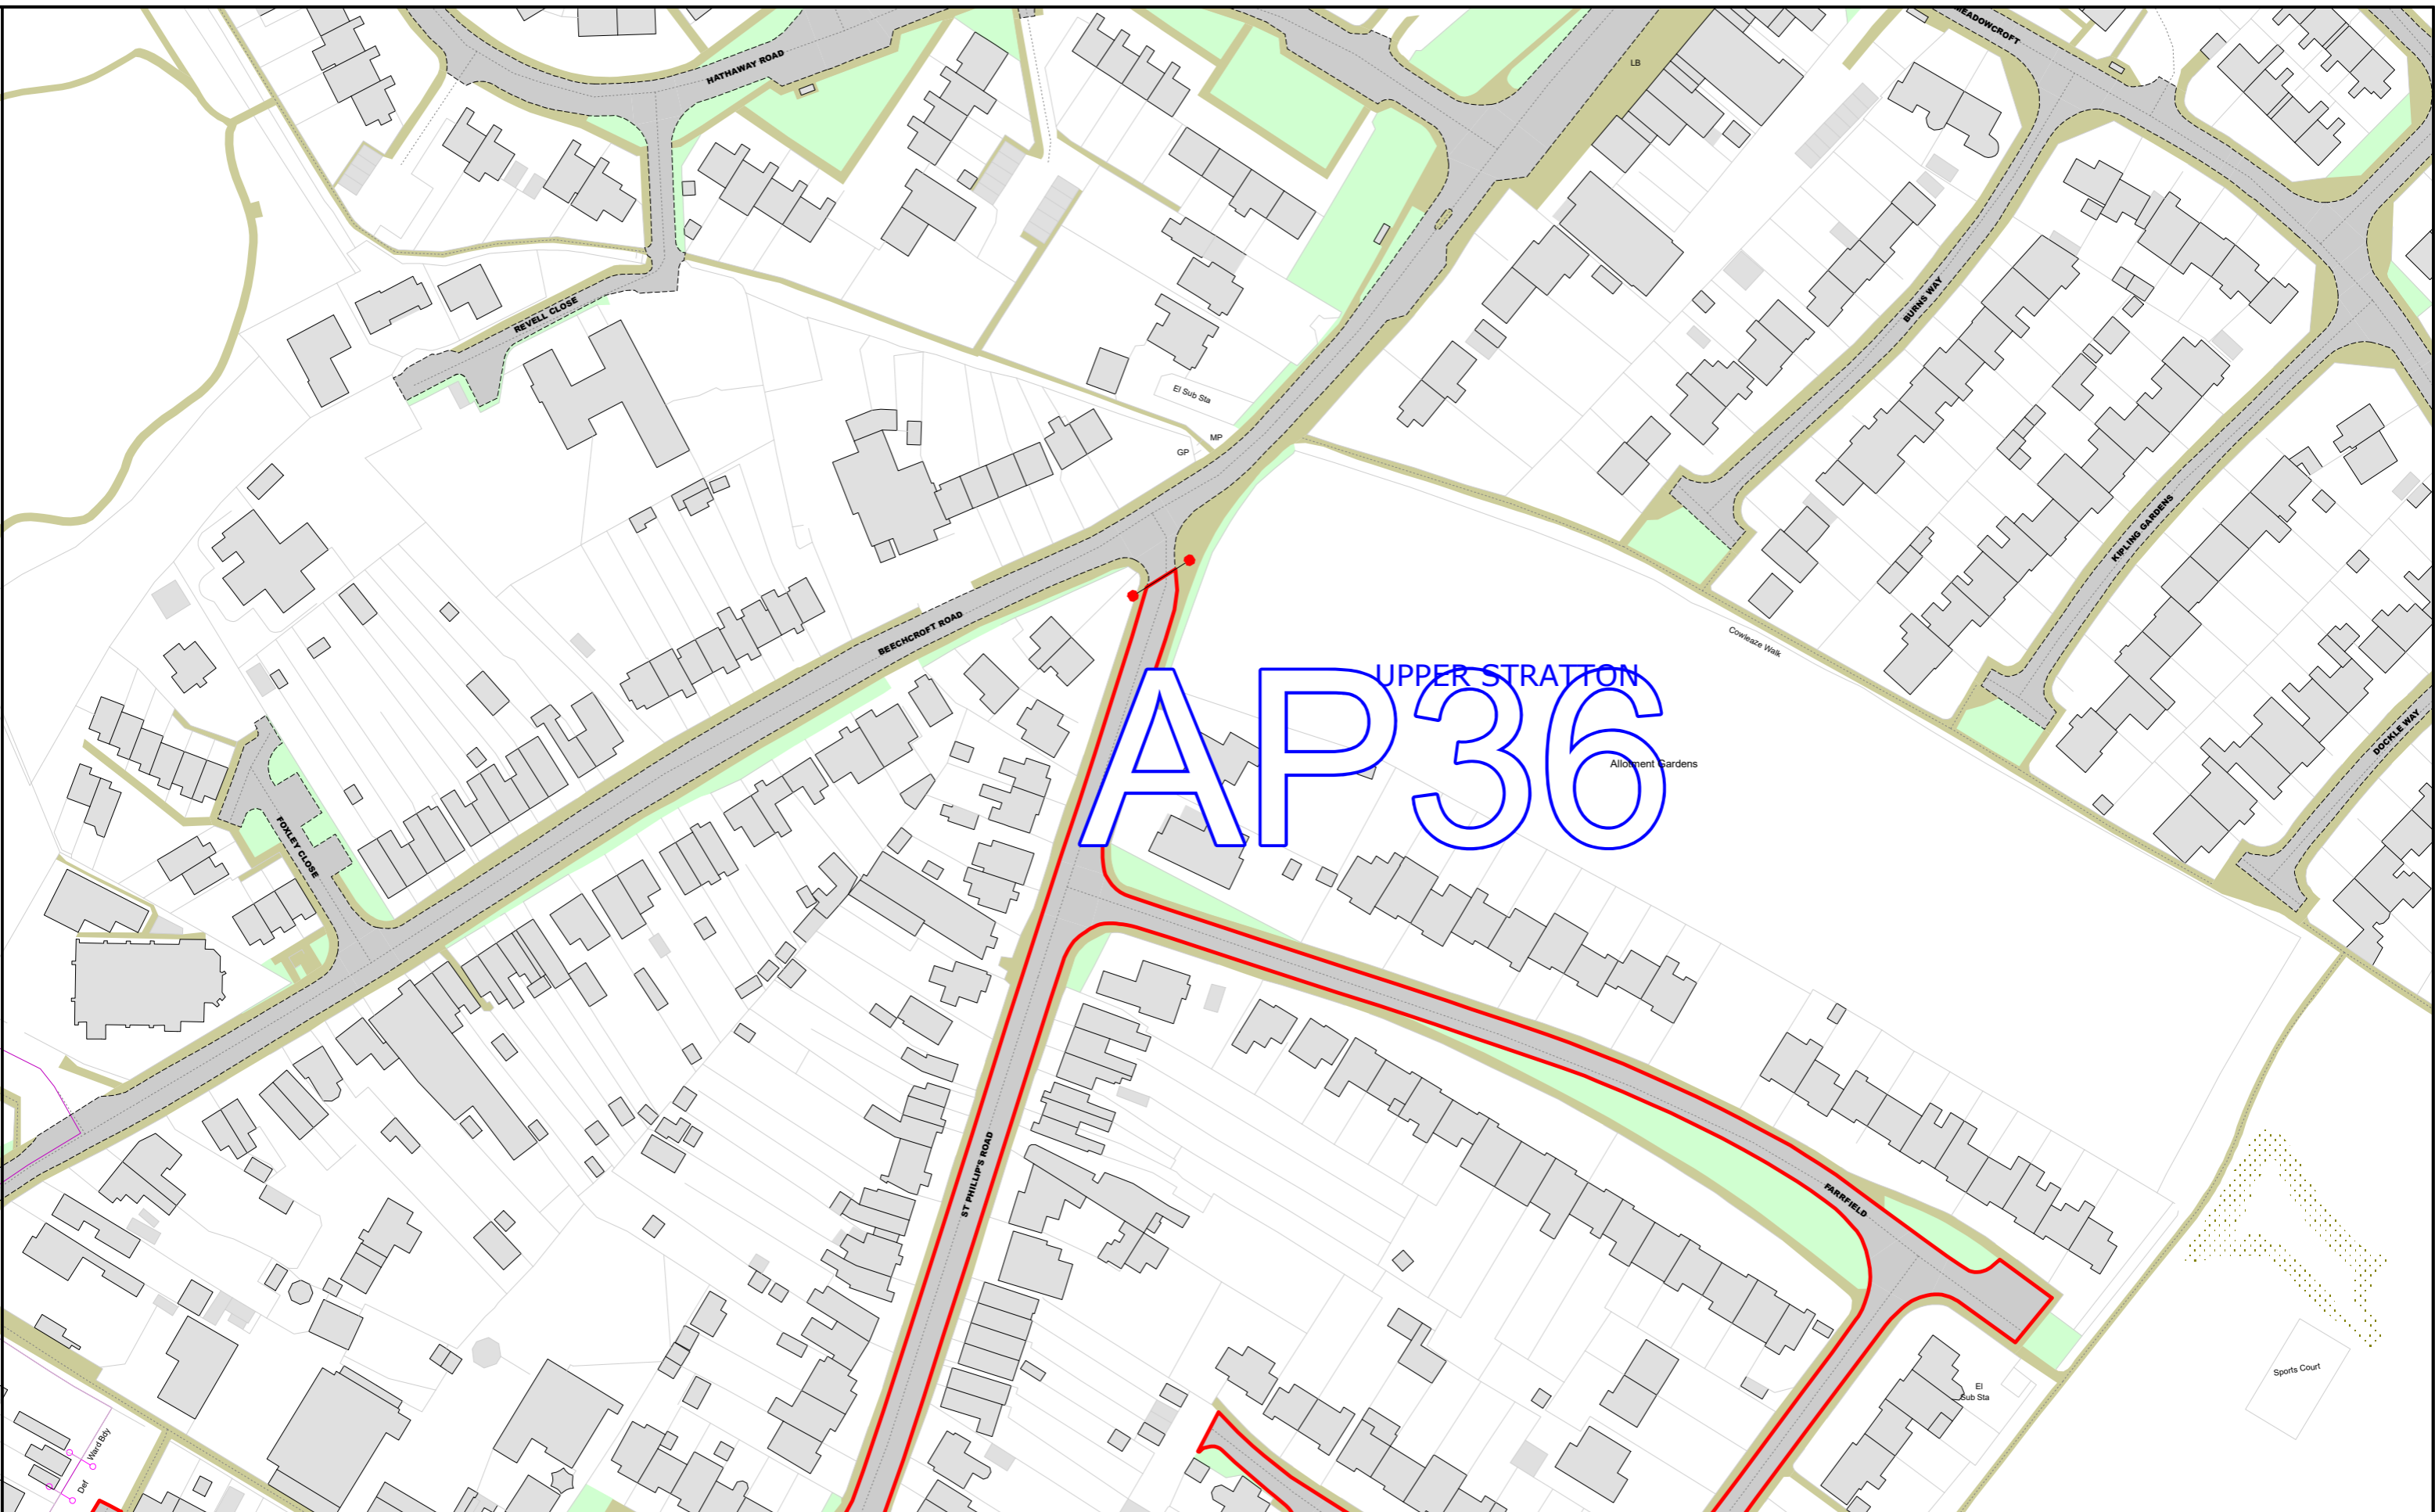 MEADOWCROFT
HATHAWAY ROAD
LB
REVELL CLOSE
BURNS WAY
El Sub Sta
MP
GP
KIPLING GARDENS
BEECHCROFT ROAD
Cowleaze Walk
UPPER STRATTON
AP36
DOCKLE WAY
Allotment Gardens
FOXLEY CLOSE
ST PHILLIP'S ROAD
FARRFIELD
Sports Court
El
Sub Sta
Ward Bdy
Def